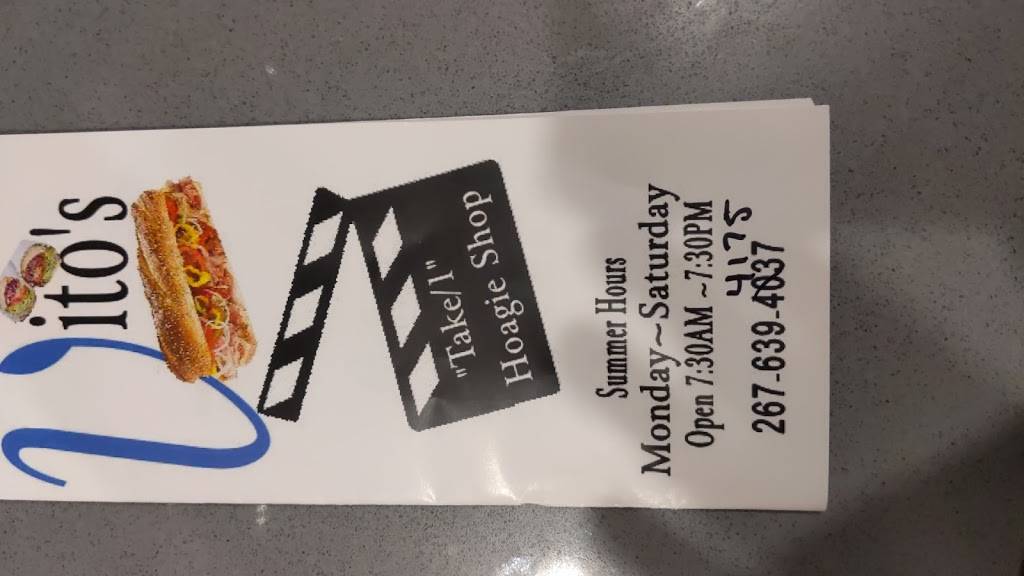 Vito's
"Take/1"
Hoagie Shop
Summer Hours
Monday~Saturday
Open 7:30AM ~7:30PM
4175
267-639-4037